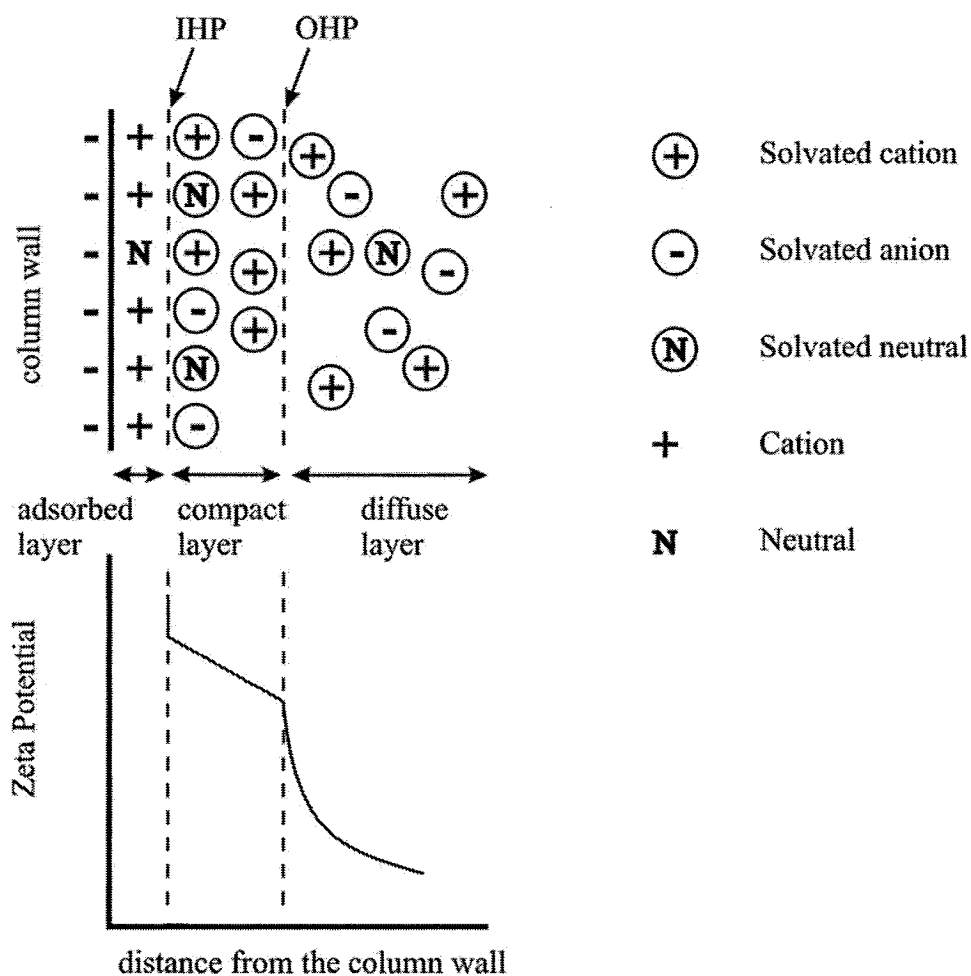 IHP OHP
- + + - +
- + N + - +
- N + + + N -
- + - + -
- + N + +
- + -
column wall
adsorbed layer
compact layer
diffuse layer
+ Solvated cation
- Solvated anion
N Solvated neutral
+ Cation
N Neutral
Zeta Potential
distance from the column wall